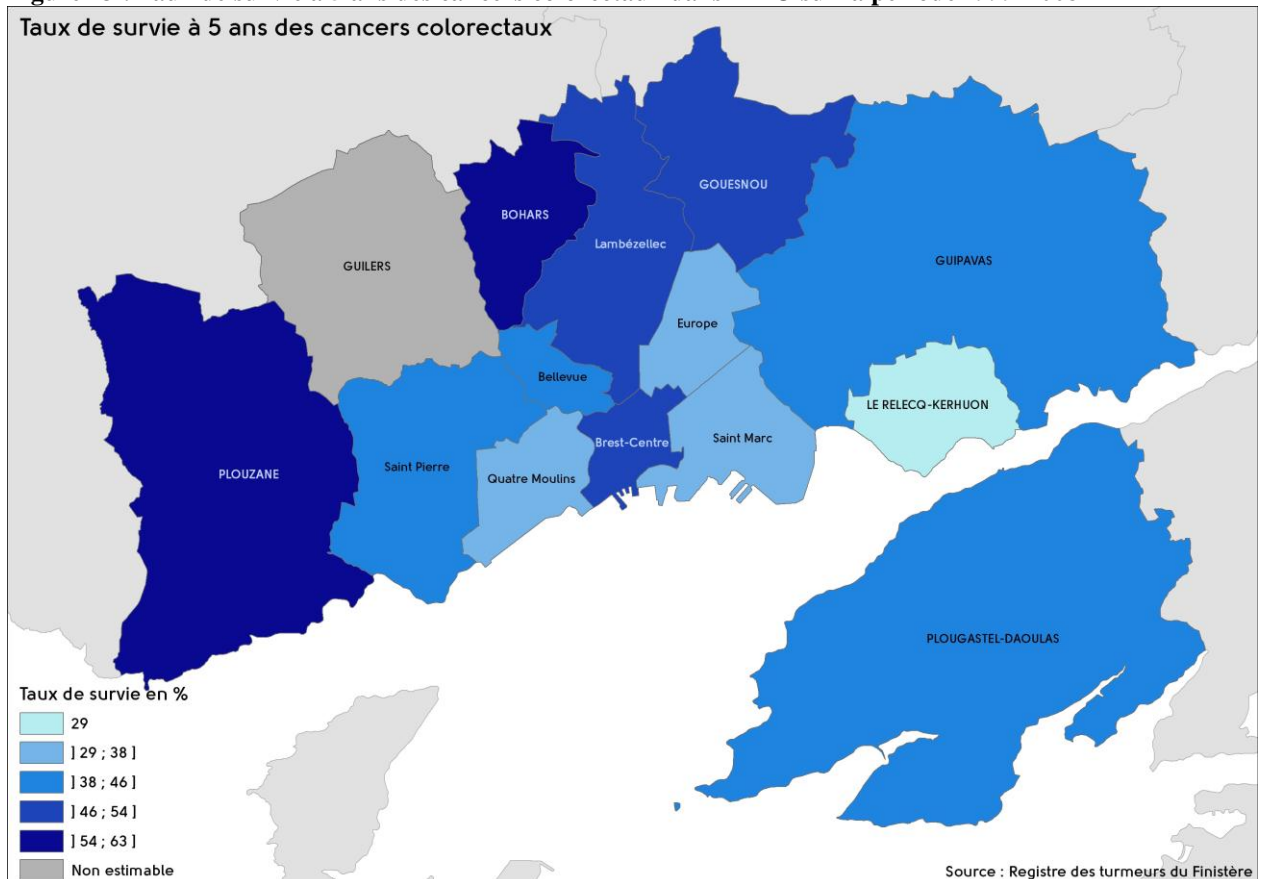 Taux de survie à 5 ans des cancers colorectaux
GOUESNOU
BOHARS
Lambézellec
GUIPAVAS
GUILERS
Europe
Bellevue
LE RELECQ-KERHUON
Saint Marc
Brest-Centre
Saint Pierre
PLOUZANE
Quatre Moulins
PLOUGASTEL-DAOULAS
Taux de survie en %
29
] 29 ; 38 ]
] 38 ; 46 ]
] 46 ; 54 ]
] 54 ; 63 ]
Non estimable
Source : Registre des turmeurs du Finistère